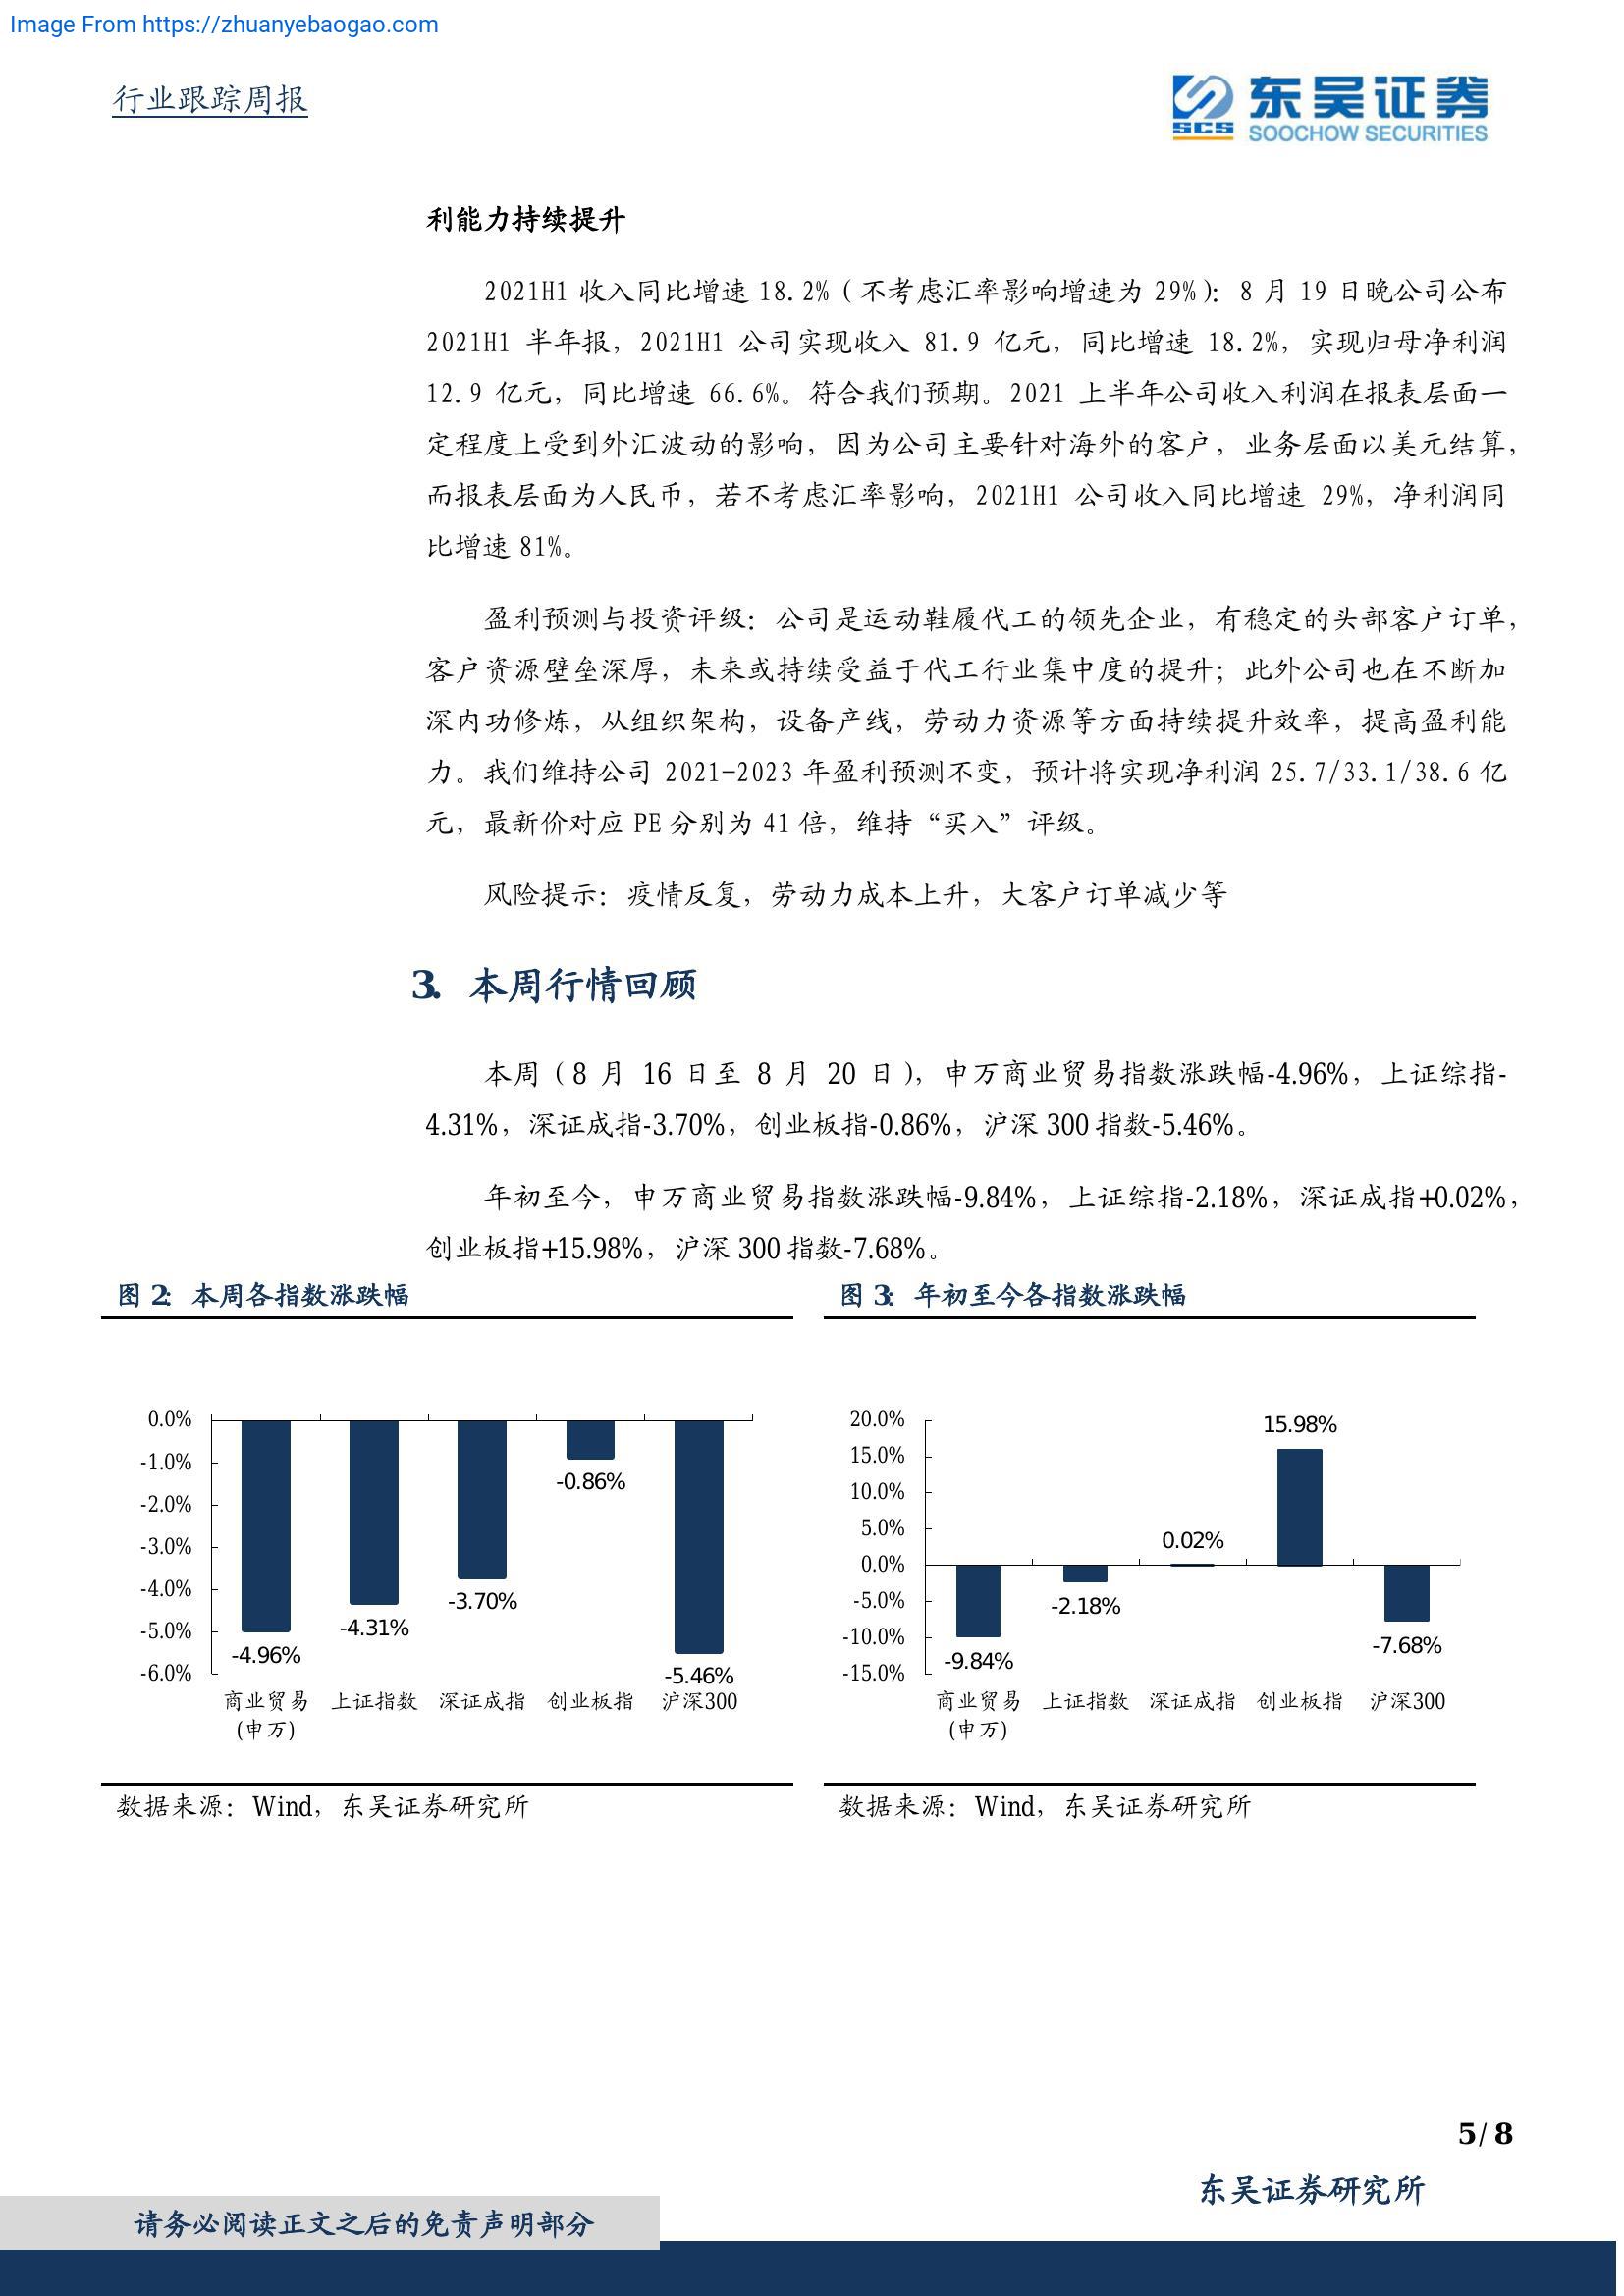 Image From https://zhuanyebaogao.com
行业跟踪周报
东吴证券
SCS
SOOCHOW SECURITIES
利能力持续提升
2021H1 收入同比增速 18.2%（不考虑汇率影响增速为 29%）：8 月 19 日晚公司公布
2021H1 半年报，2021H1 公司实现收入 81.9 亿元，同比增速 18.2%，实现归母净利润
12.9 亿元，同比增速 66.6%。符合我们预期。2021 上半年公司收入利润在报表层面一
定程度上受到外汇波动的影响，因为公司主要针对海外的客户，业务层面以美元结算，
而报表层面为人民币，若不考虑汇率影响，2021H1 公司收入同比增速 29%，净利润同
比增速 81%。
盈利预测与投资评级：公司是运动鞋履代工的领先企业，有稳定的头部客户订单，
客户资源壁垒深厚，未来或持续受益于代工行业集中度的提升；此外公司也在不断加
深内功修炼，从组织架构，设备产线，劳动力资源等方面持续提升效率，提高盈利能
力。我们维持公司 2021-2023 年盈利预测不变，预计将实现净利润 25.7/33.1/38.6 亿
元，最新价对应 PE 分别为 41 倍，维持“买入”评级。
风险提示：疫情反复，劳动力成本上升，大客户订单减少等
3. 本周行情回顾
本周（8 月 16 日至 8 月 20 日），申万商业贸易指数涨跌幅-4.96%，上证综指-
4.31%，深证成指-3.70%，创业板指-0.86%，沪深 300 指数-5.46%。
年初至今，申万商业贸易指数涨跌幅-9.84%，上证综指-2.18%，深证成指+0.02%，
创业板指+15.98%，沪深 300 指数-7.68%。
图 2：本周各指数涨跌幅
0.0%
-1.0%
-2.0%
-3.0%
-4.0%
-5.0%
-6.0%
-4.96%
-4.31%
-3.70%
-0.86%
-5.46%
商业贸易 上证指数 深证成指 创业板指 沪深300
(申万)
数据来源：Wind，东吴证券研究所
图 3：年初至今各指数涨跌幅
20.0%
15.0%
10.0%
5.0%
0.0%
-5.0%
-10.0%
-15.0%
-9.84%
-2.18%
0.02%
15.98%
-7.68%
商业贸易 上证指数 深证成指 创业板指 沪深300
(申万)
数据来源：Wind，东吴证券研究所
5 / 8
东吴证券研究所
请务必阅读正文之后的免责声明部分